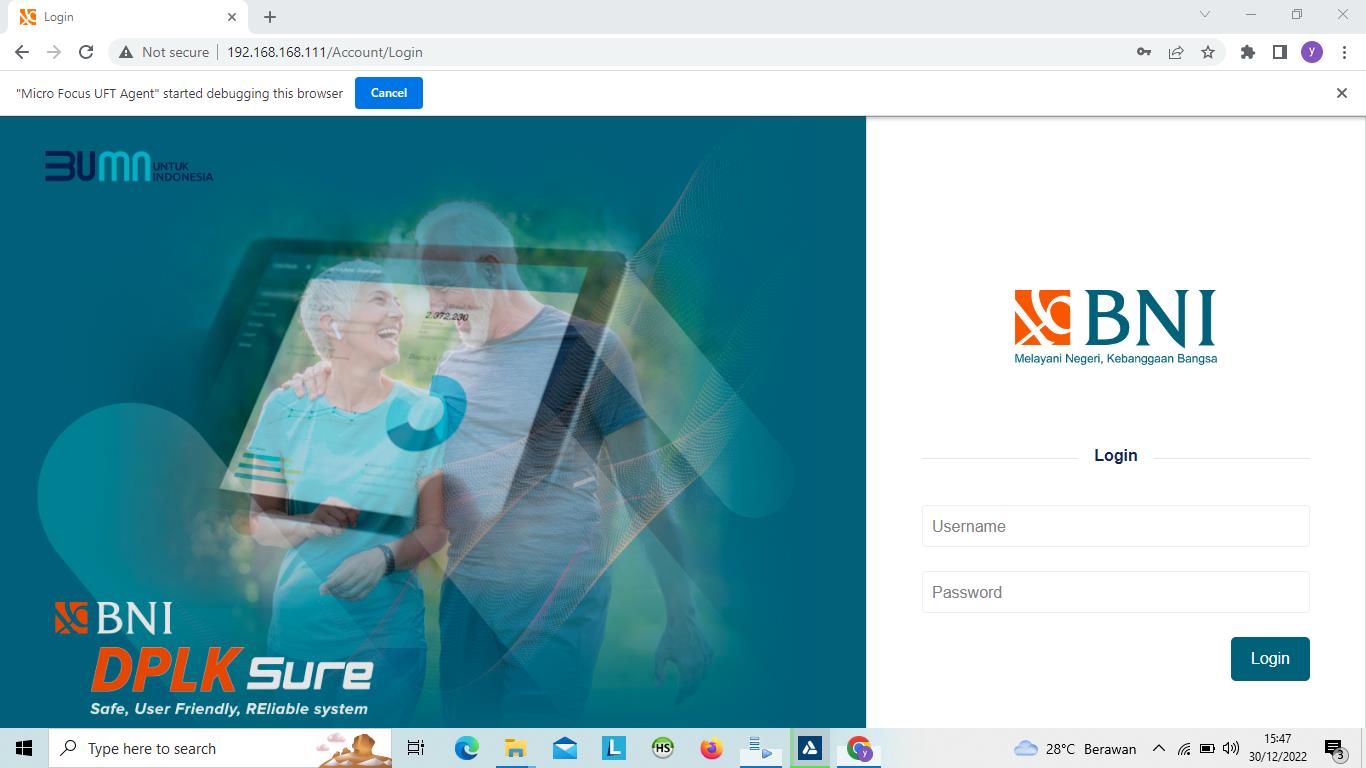 Login
Not secure
192.168.168.111/Account/Login
y
"Micro Focus UFT Agent" started debugging this browser
Cancel
BUMN
UNTUK
INDONESIA
2,372,230
BNI
Melayani Negeri, Kebanggaan Bangsa
Login
Username
Password
Login
BNI
DPLK Sure
Safe, User Friendly, REliable system
Type here to search
L
HS
y
28°C Berawan
15:47
30/12/2022
3